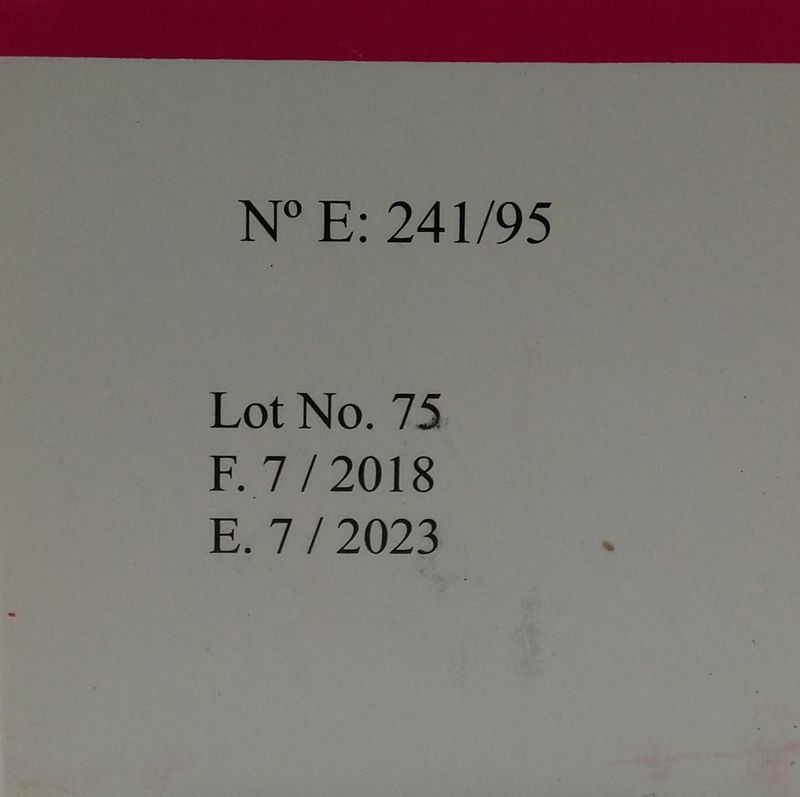 Nº E: 241/95
Lot No. 75
F. 7 / 2018
E. 7 / 2023